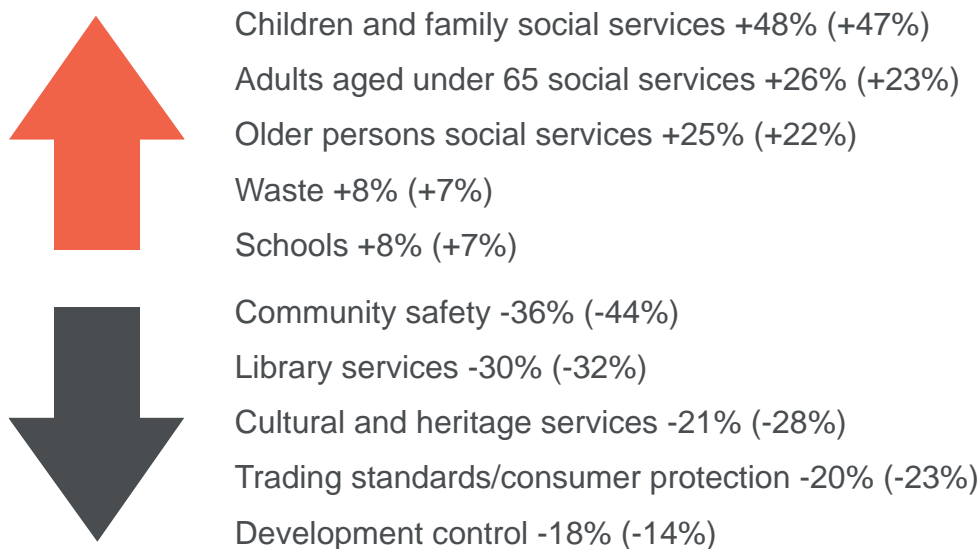 Children and family social services +48% (+47%)
Adults aged under 65 social services +26% (+23%)
Older persons social services +25% (+22%)
Waste +8% (+7%)
Schools +8% (+7%)
Community safety -36% (-44%)
Library services -30% (-32%)
Cultural and heritage services -21% (-28%)
Trading standards/consumer protection -20% (-23%)
Development control -18% (-14%)